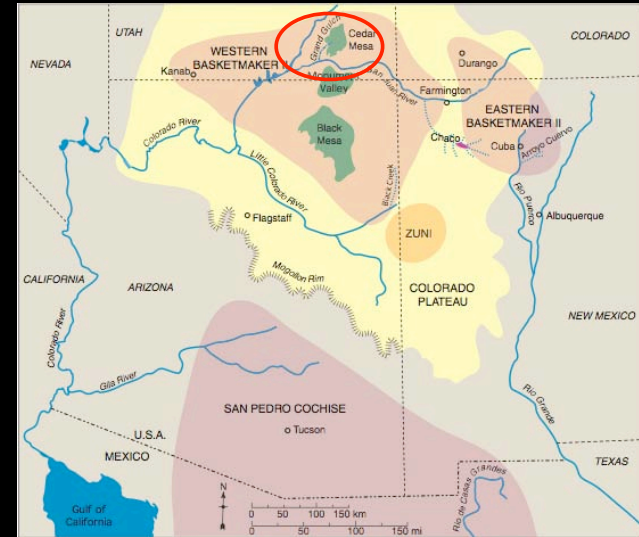 UTAH
COLORADO
NEVADA
WESTERN
BASKETMAKER II
Grand Gulch
Cedar
Mesa
Kanab
Durango
Monument
Valley
San Juan River
Farmington
EASTERN
BASKETMAKER II
Black
Mesa
Chaco
Cuba
Arroyo Cuervo
Colorado River
Little Colorado River
Black Creek
Rio Puerco
Albuquerque
Flagstaff
ZUNI
Mogollon Rim
CALIFORNIA
ARIZONA
COLORADO
PLATEAU
NEW MEXICO
Colorado River
Gila River
Rio Grande
SAN PEDRO COCHISE
Tucson
U.S.A.
MEXICO
TEXAS
Rio de Casas Grandes
Gulf of
California
N
0 50 100 150 km
0 50 100 150 mi